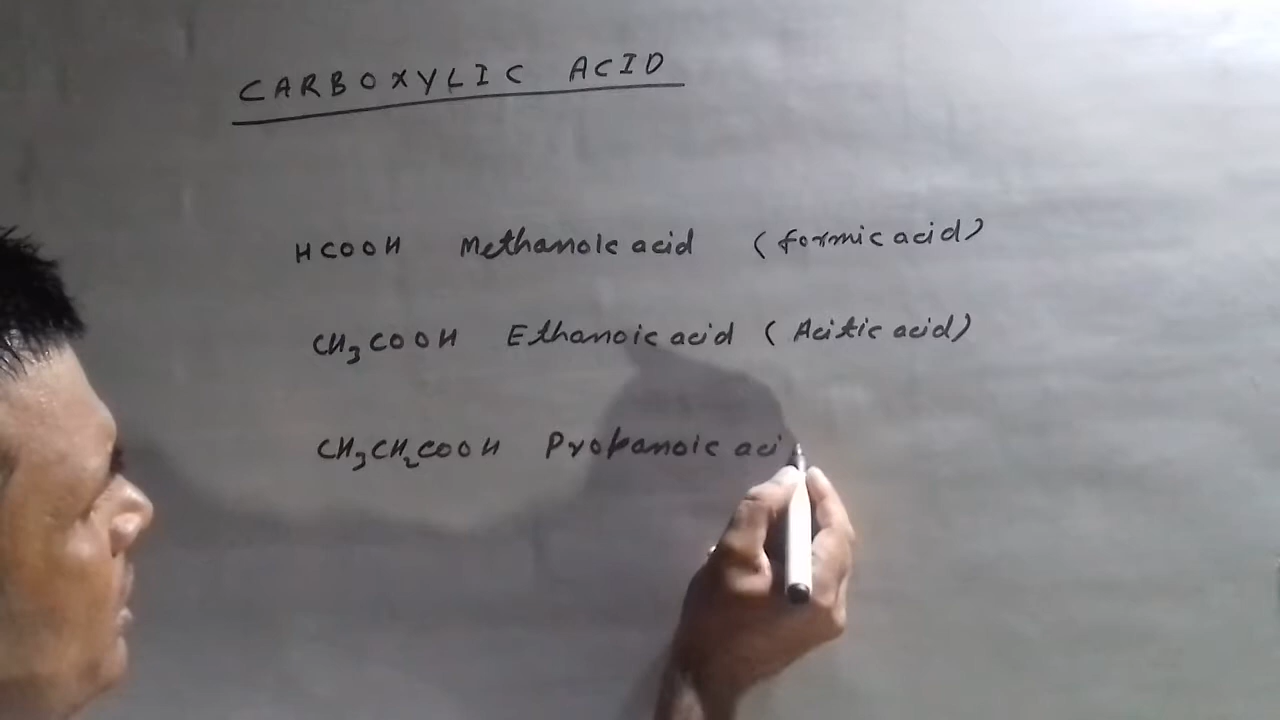 CARBOXYLIC ACID
HCOOH Methanoic acid (formic acid)
CH₃COOH Ethanoic acid (Acitic acid)
CH₃CH₂COOH Propanoic aci